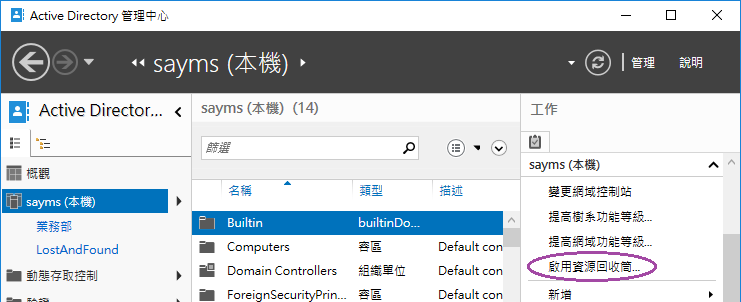 Active Directory 管理中心
sayms (本機)
管理
說明
Active Director...
概觀
sayms (本機)
業務部
LostAndFound
動態存取控制
sayms (本機) (14)
篩選
名稱 類型 描述
Builtin builtinDo...
Computers 容區 Default con
Domain Controllers 組織單位 Default con
ForeignSecurityPrin... 容區 Default con
工作
sayms (本機)
變更網域控制站
提高樹系功能等級...
提高網域功能等級...
啟用資源回收筒...
新增